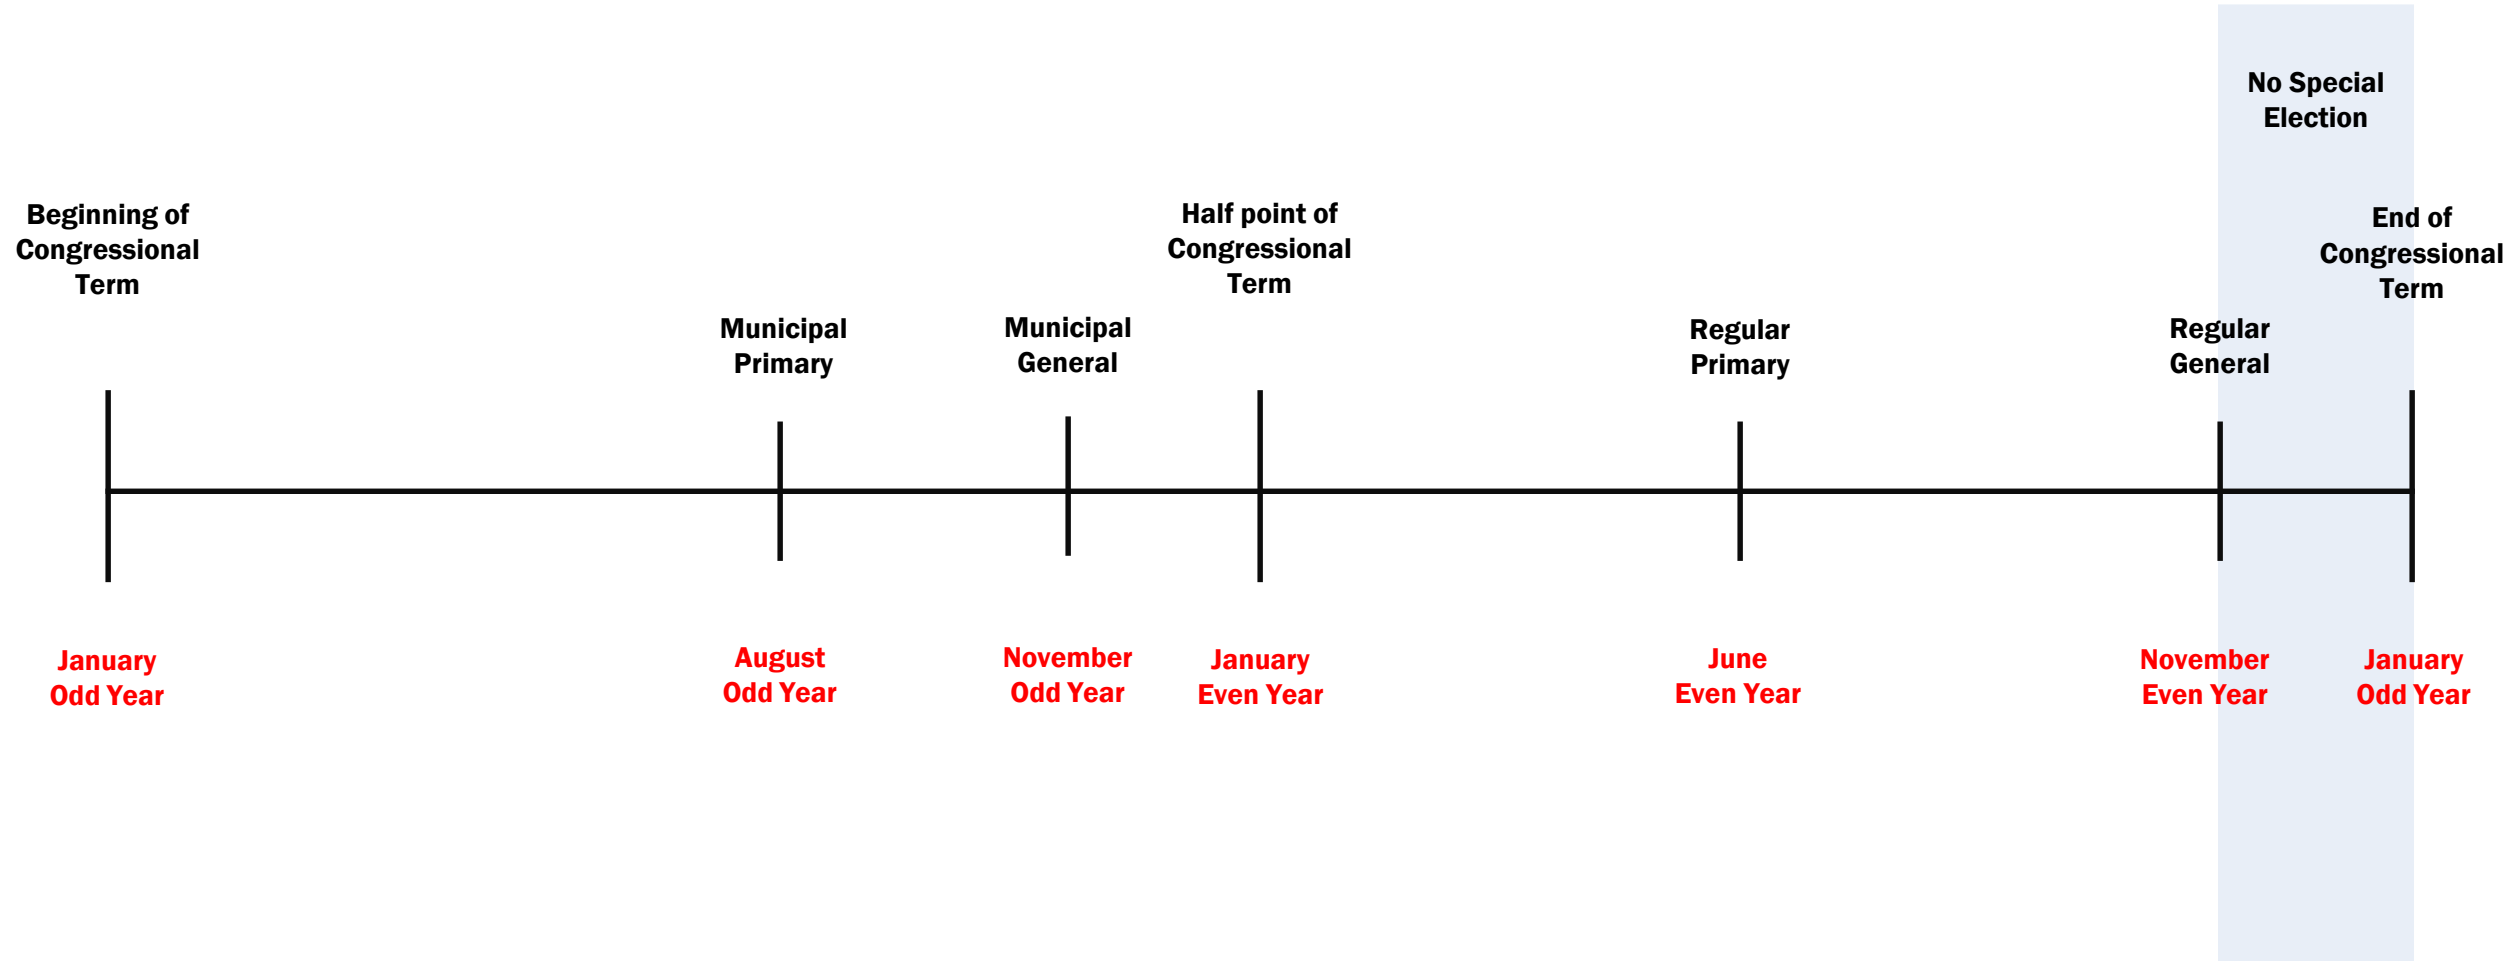 No Special
Election
Beginning of
Congressional
Term
Half point of
Congressional
Term
End of
Congressional
Term
Municipal
Primary
Municipal
General
Regular
Primary
Regular
General
January
Odd Year
August
Odd Year
November
Odd Year
January
Even Year
June
Even Year
November
Even Year
January
Odd Year